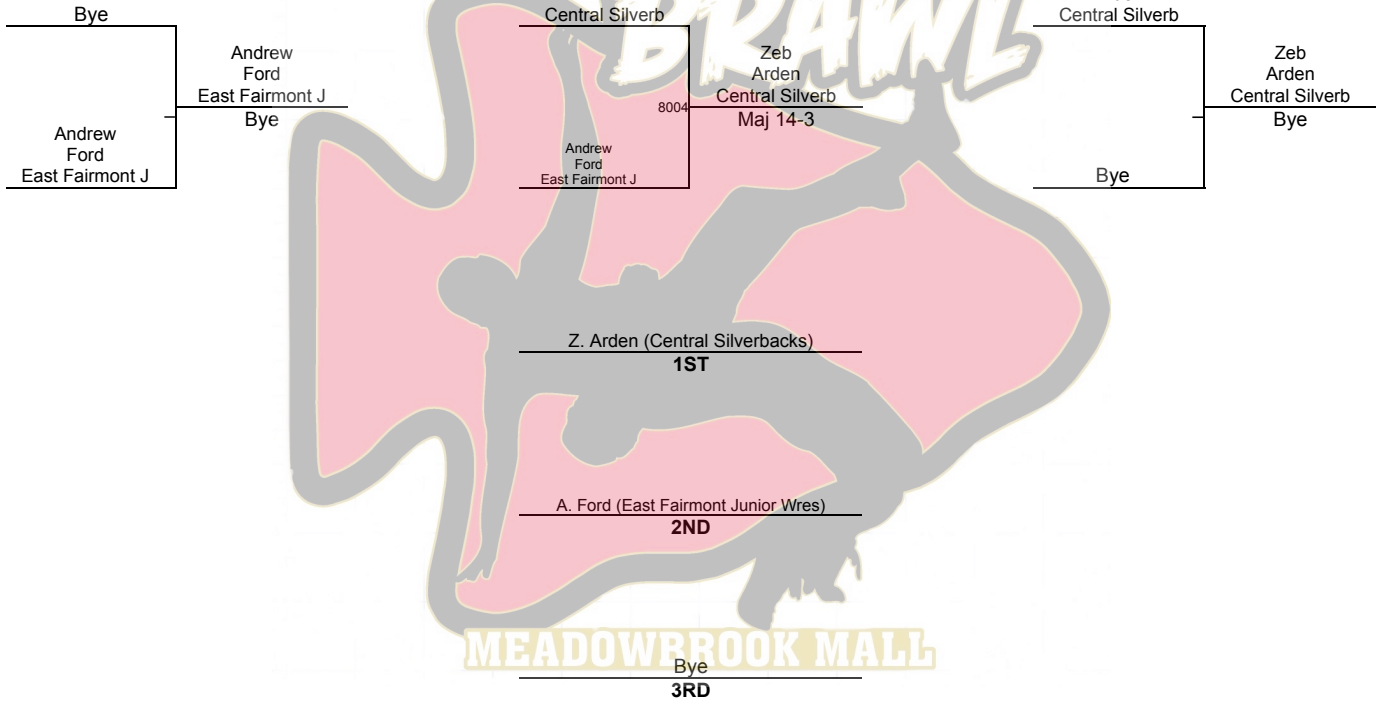 BRAWL
Bye
Andrew
Ford
East Fairmont J
Bye
Andrew
Ford
East Fairmont J
Central Silverb
Zeb
Arden
Central Silverb
8004
Maj 14-3
Andrew
Ford
East Fairmont J
Central Silverb
Zeb
Arden
Central Silverb
Bye
Bye
Z. Arden (Central Silverbacks)
1ST
A. Ford (East Fairmont Junior Wres)
2ND
MEADOWBROOK MALL
Bye
3RD